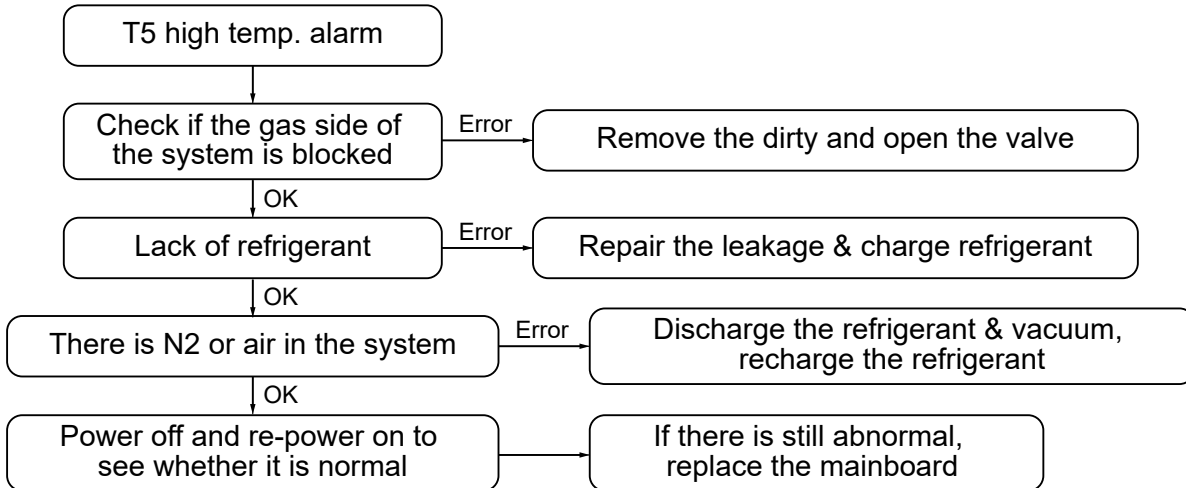 T5 high temp. alarm
Check if the gas side of
the system is blocked
Error
Remove the dirty and open the valve
OK
Lack of refrigerant
Error
Repair the leakage & charge refrigerant
OK
There is N2 or air in the system
Error
Discharge the refrigerant & vacuum,
recharge the refrigerant
OK
Power off and re-power on to
see whether it is normal
If there is still abnormal,
replace the mainboard